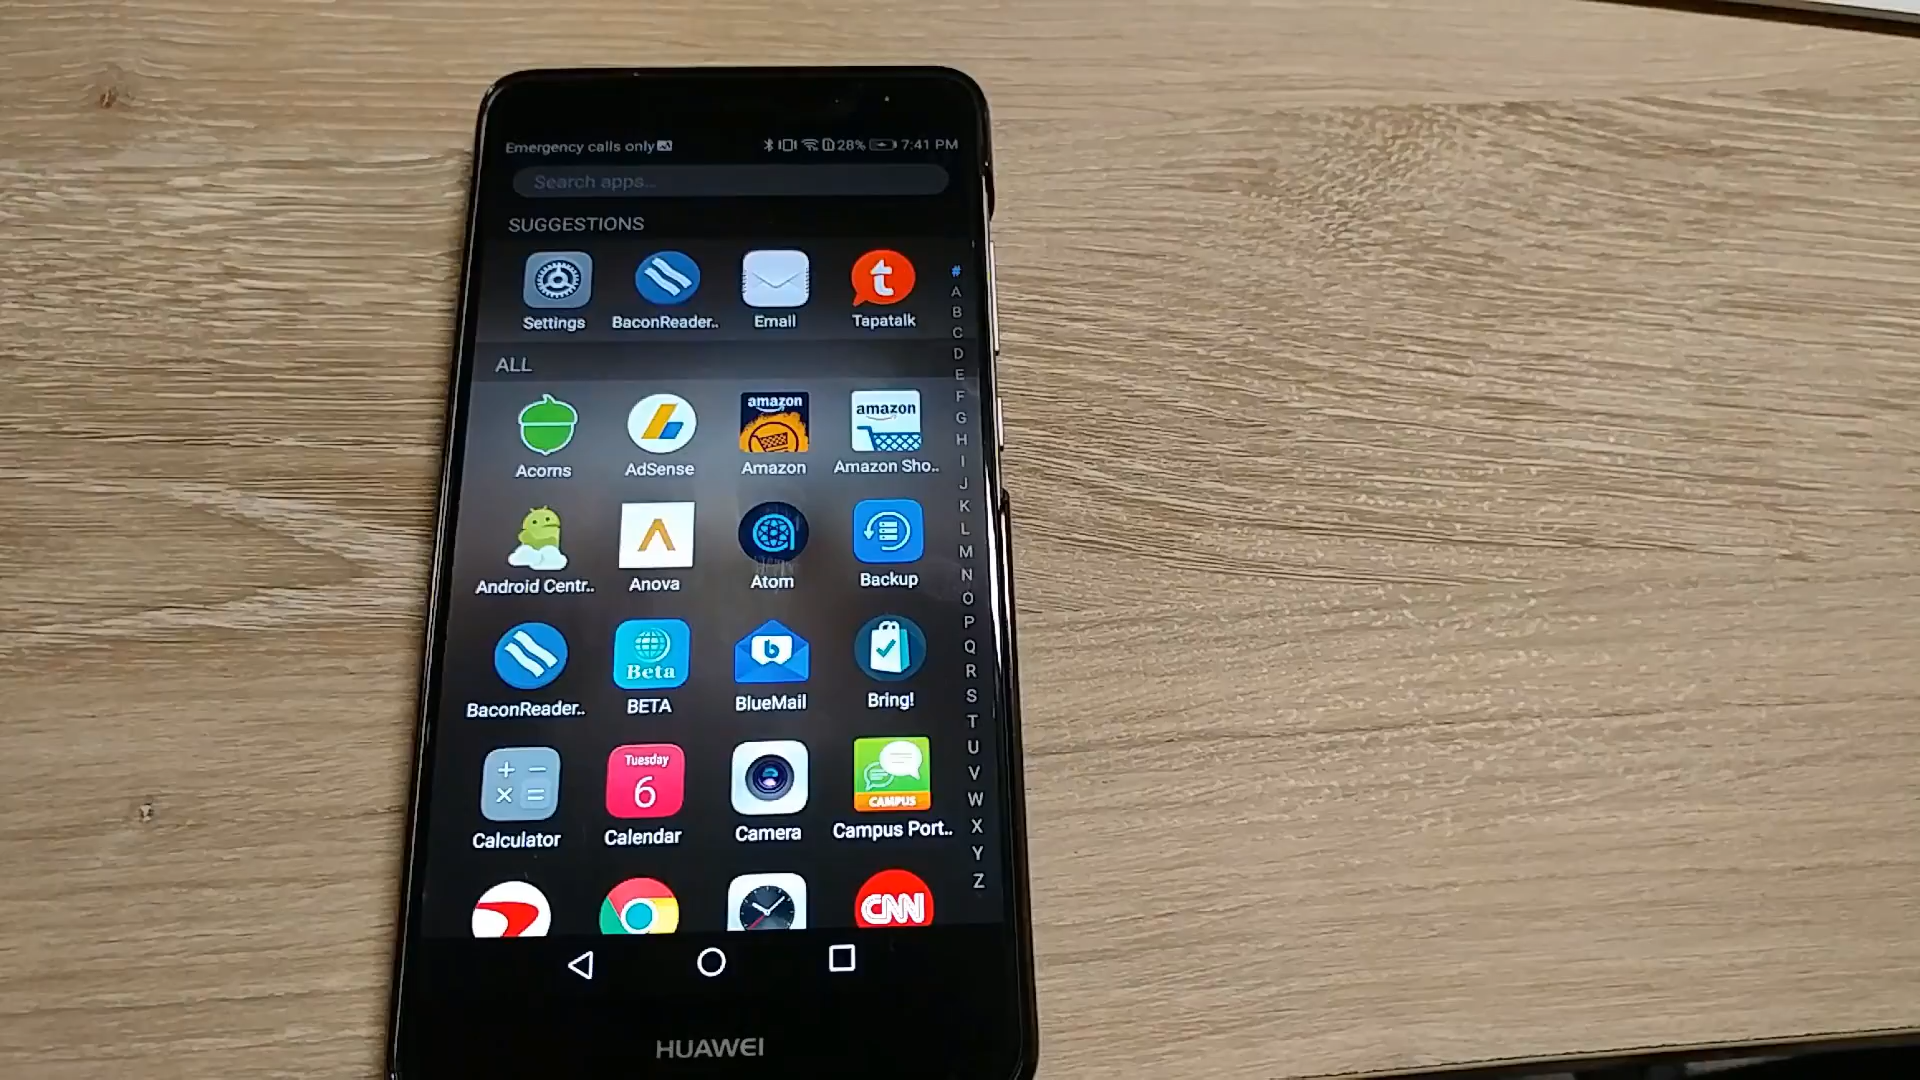 Emergency calls only 28% 7:41 PM
Search apps...
SUGGESTIONS
Settings BaconReader.. Email Tapatalk
ALL
amazon amazon
Acorns AdSense Amazon Amazon Sho..
Android Centr.. Anova Atom Backup
Beta
BaconReader.. BETA BlueMail Bring!
Tuesday
6
CAMPUS
Calculator Calendar Camera Campus Port..
CNN
#
A
B
C
D
E
F
G
H
I
J
K
L
M
N
O
P
Q
R
S
T
U
V
W
X
Y
Z
HUAWEI